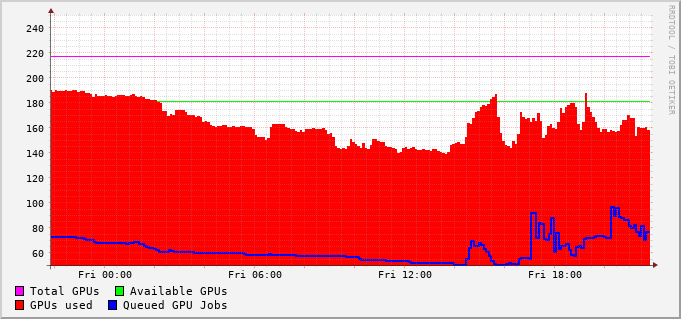 RRDTOOL / TOBI OETIKER
240
220
200
180
160
140
120
100
80
60
Fri 00:00 Fri 06:00 Fri 12:00 Fri 18:00
Total GPUs Available GPUs
GPUs used Queued GPU Jobs